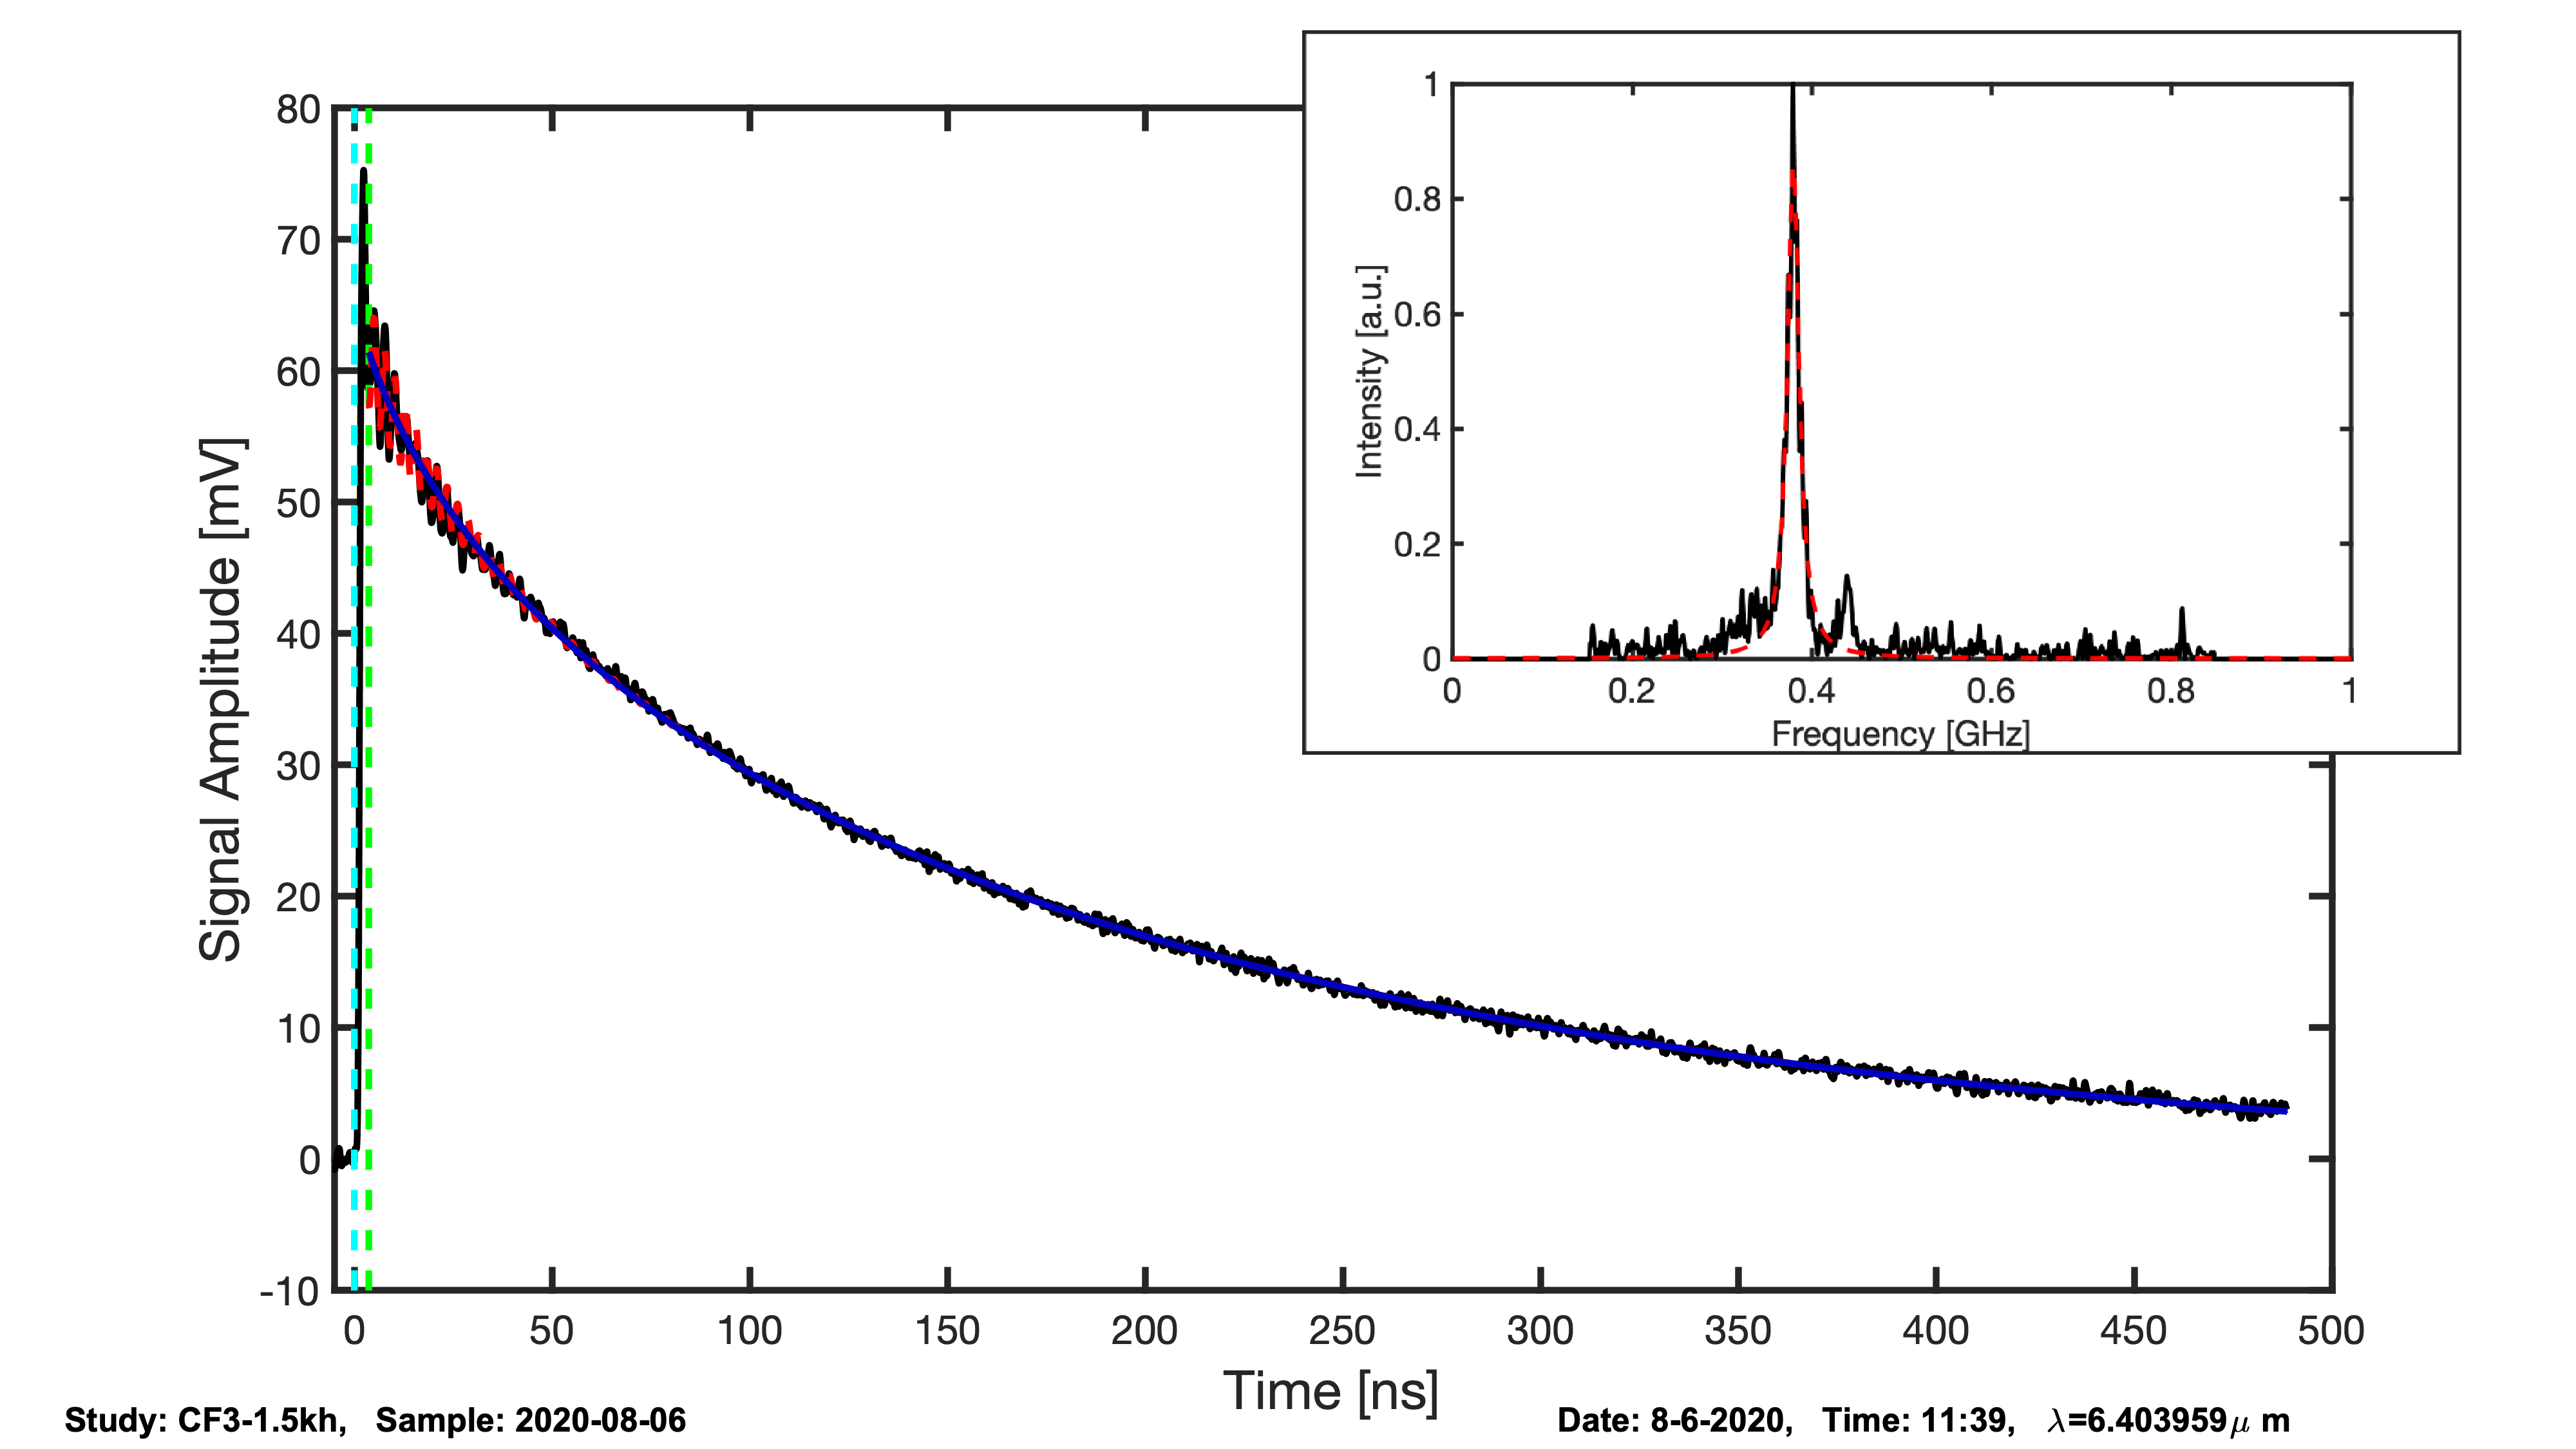 80
70
60
50
40
30
20
10
0
-10
Signal Amplitude [mV]
0 50 100 150 200 250 300 350 400 450 500
Time [ns]
1
0.8
0.6
0.4
0.2
0
Intensity [a.u.]
0 0.2 0.4 0.6 0.8 1
Frequency [GHz]
Study: CF3-1.5kh, Sample: 2020-08-06
Date: 8-6-2020, Time: 11:39, λ=6.403959μ m